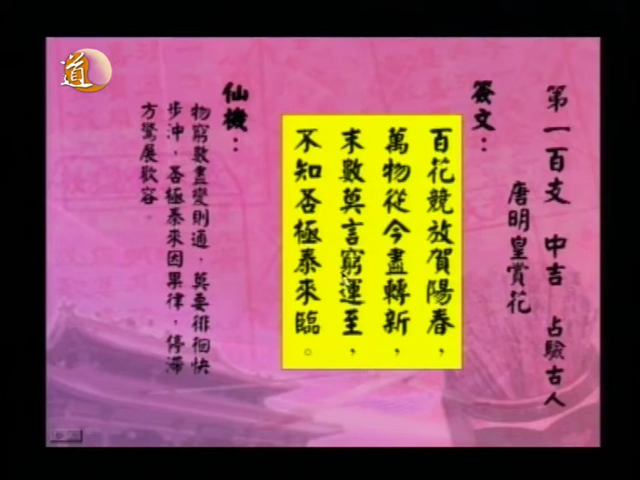 道
第一百支 中吉 占驗古人
唐明皇賞花
簽文：
百花競放賀陽春，
萬物從今盡轉新，
末數莫言窮運至，
不知否極泰來臨。
仙機：
物窮數盡變則通，莫要徘徊快
步沖，否極泰來因果律，停滯
方驚展歡容。